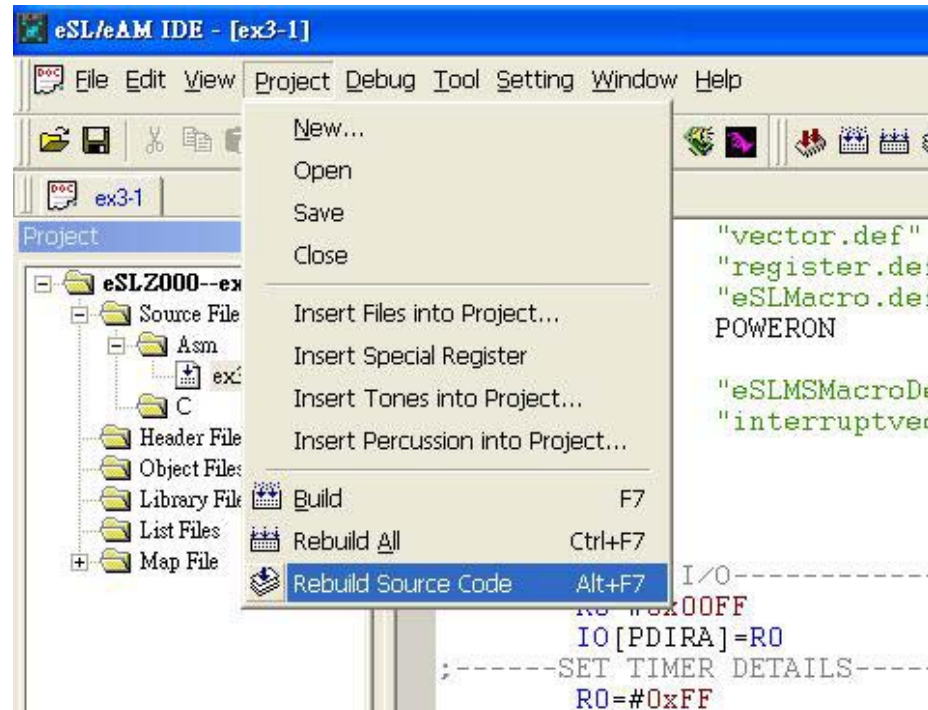 eSL/eAM IDE - [ex3-1]
File Edit View Project Debug Tool Setting Window Help
New...
Open
Save
Close
Insert Files into Project...
Insert Special Register
Insert Tones into Project...
Insert Percussion into Project...
Build F7
Rebuild All Ctrl+F7
Rebuild Source Code Alt+F7
ex3-1
Project
eSLZ000--ex
Source File
Asm
ex3
C
Header File
Object Files
Library File
List Files
Map File
"vector.def"
"register.def
"eSLMacro.def
POWERON
"eSLMSMacroDe
"interruptvec
I/O-----------
R0=#0x00FF
IO[PDIRA]=R0
;------SET TIMER DETAILS-----
R0=#0xFF